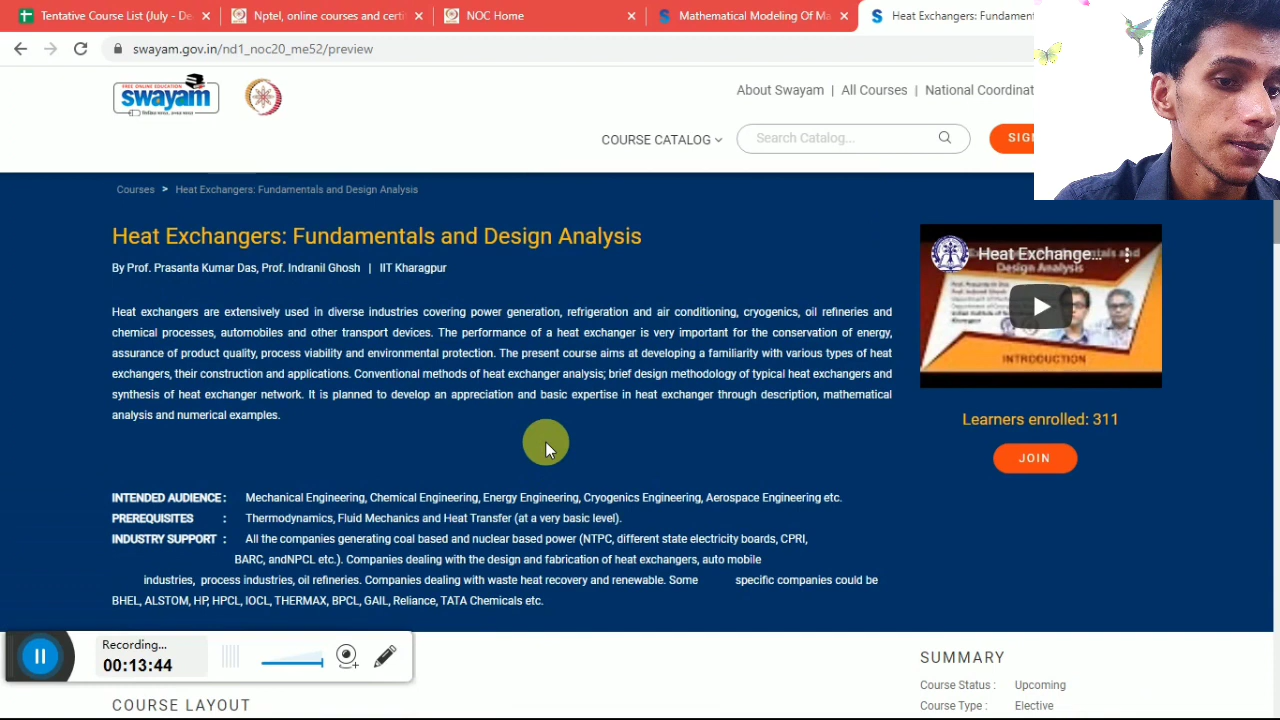 Tentative Course List (July - De
Nptel, online courses and certi
NOC Home
Mathematical Modeling Of Ma
Heat Exchangers: Fundament
swayam.gov.in/nd1_noc20_me52/preview
FREE ONLINE EDUCATION
swayam
About Swayam | All Courses | National Coordinat
COURSE CATALOG
Search Catalog...
SIGN
Courses > Heat Exchangers: Fundamentals and Design Analysis
Heat Exchangers: Fundamentals and Design Analysis
By Prof. Prasanta Kumar Das, Prof. Indranil Ghosh | IIT Kharagpur
Heat exchangers are extensively used in diverse industries covering power generation, refrigeration and air conditioning, cryogenics, oil refineries and
chemical processes, automobiles and other transport devices. The performance of a heat exchanger is very important for the conservation of energy,
assurance of product quality, process viability and environmental protection. The present course aims at developing a familiarity with various types of heat
exchangers, their construction and applications. Conventional methods of heat exchanger analysis; brief design methodology of typical heat exchangers and
synthesis of heat exchanger network. It is planned to develop an appreciation and basic expertise in heat exchanger through description, mathematical
analysis and numerical examples.
Heat Exchange...
Design Analysis
INTRODUCTION
Learners enrolled: 311
JOIN
INTENDED AUDIENCE : Mechanical Engineering, Chemical Engineering, Energy Engineering, Cryogenics Engineering, Aerospace Engineering etc.
PREREQUISITES : Thermodynamics, Fluid Mechanics and Heat Transfer (at a very basic level).
INDUSTRY SUPPORT : All the companies generating coal based and nuclear based power (NTPC, different state electricity boards, CPRI,
BARC, andNPCL etc.). Companies dealing with the design and fabrication of heat exchangers, auto mobile
industries, process industries, oil refineries. Companies dealing with waste heat recovery and renewable. Some specific companies could be
BHEL, ALSTOM, HP, HPCL, IOCL, THERMAX, BPCL, GAIL, Reliance, TATA Chemicals etc.
Recording...
00:13:44
COURSE LAYOUT
SUMMARY
Course Status : Upcoming
Course Type : Elective